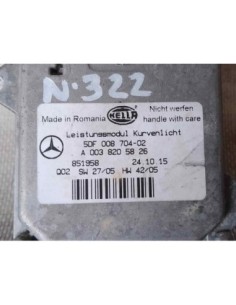 N.322
Made in Romania HELLA Nicht werfen
handle with care
Leistungsmodul Kurvenlicht
5DF 008 704-02
A 003 820 58 26
851958 24.10.15
Q02 SW 27/05 HW 42/05